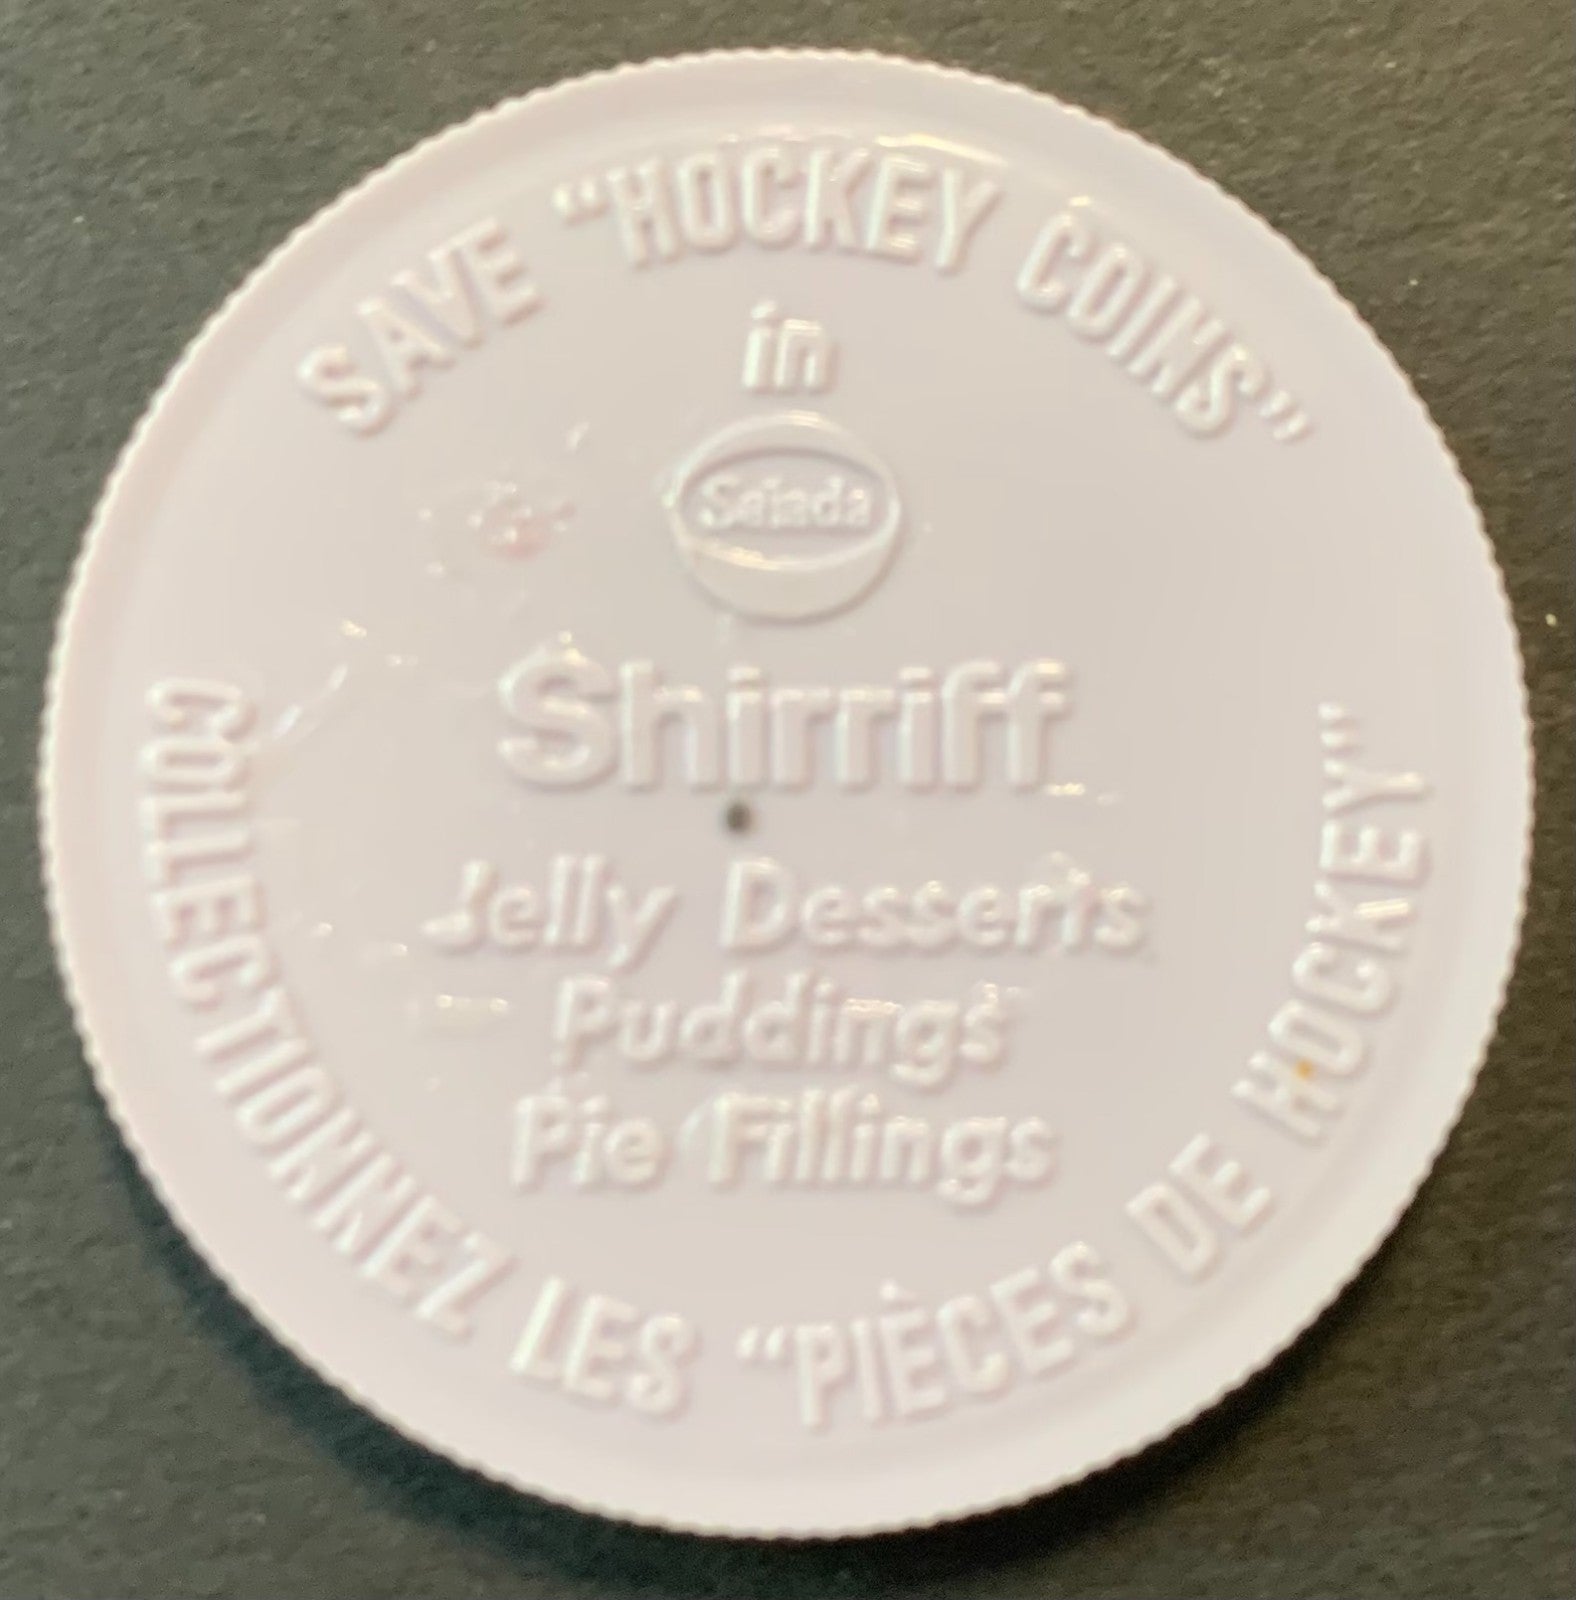 SAVE "HOCKEY COINS"
in
Salada
Shirriff
Jelly Desserts
Puddings
Pie Fillings
COLLECTIONNEZ LES "PIÈCES DE HOCKEY"